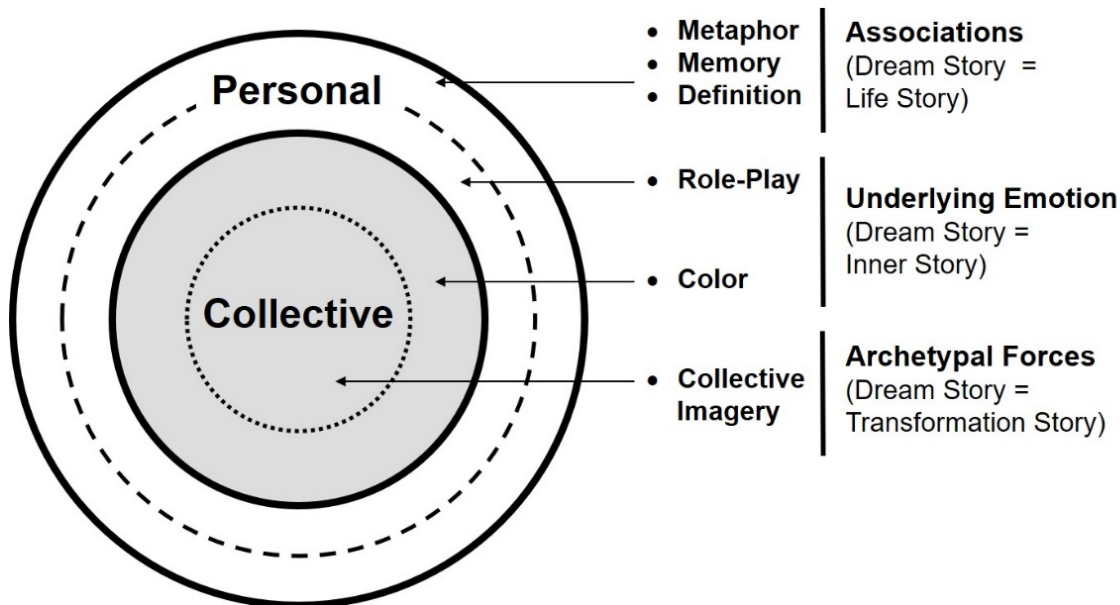 Personal
Collective
• Metaphor
• Memory
• Definition
• Role-Play
• Color
• Collective
Imagery
Associations
(Dream Story =
Life Story)
Underlying Emotion
(Dream Story =
Inner Story)
Archetypal Forces
(Dream Story =
Transformation Story)